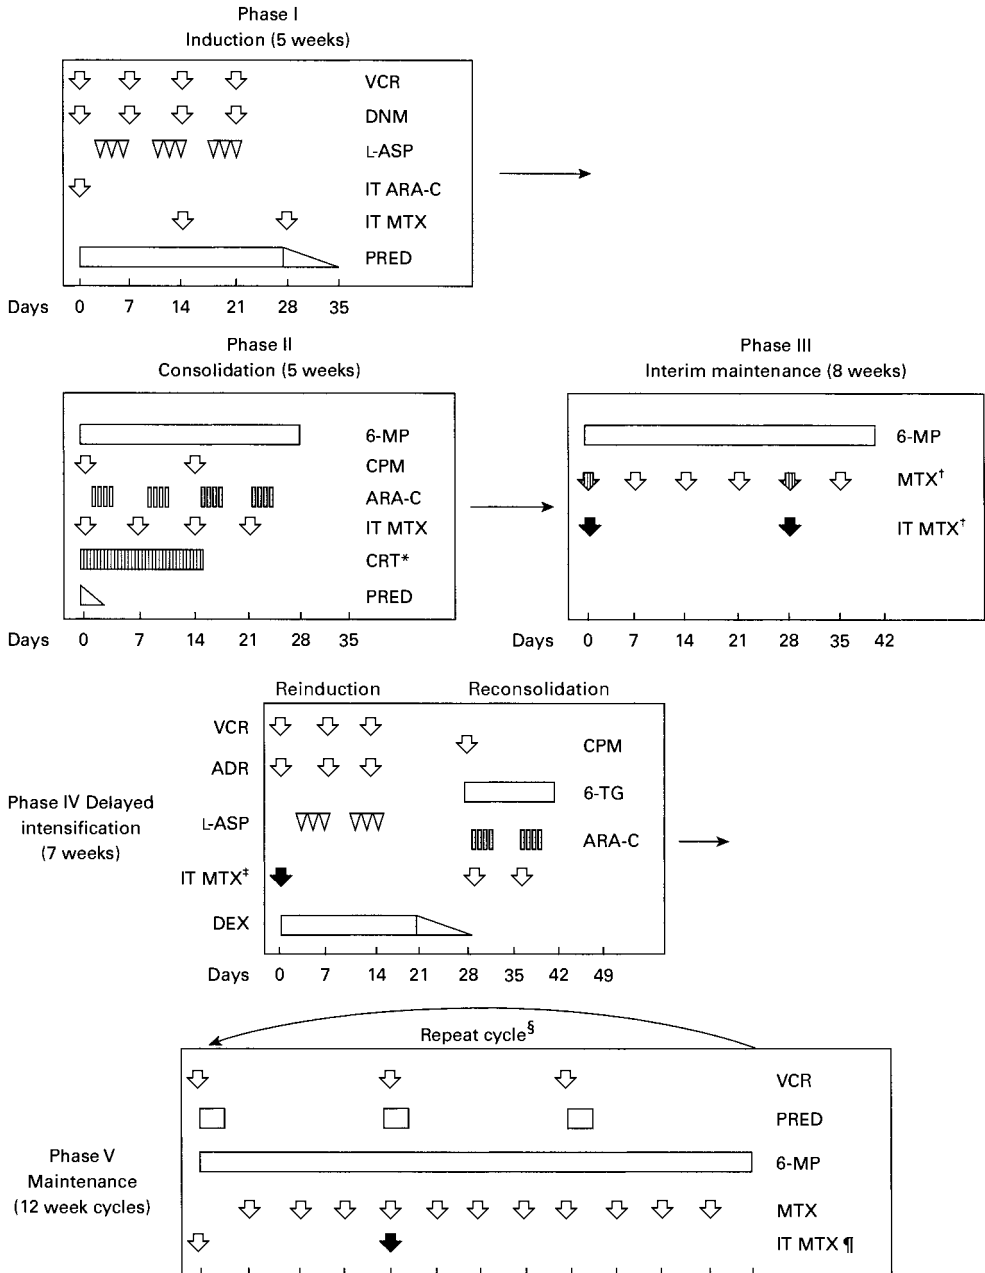 Phase I
Induction (5 weeks)
VCR
DNM
L-ASP
IT ARA-C
IT MTX
PRED
Days 0 7 14 21 28 35
Phase II
Consolidation (5 weeks)
6-MP
CPM
ARA-C
IT MTX
CRT*
PRED
Days 0 7 14 21 28 35
Phase III
Interim maintenance (8 weeks)
6-MP
MTX†
IT MTX†
Days 0 7 14 21 28 35 42
Phase IV Delayed
intensification
(7 weeks)
Reinduction Reconsolidation
VCR
ADR
L-ASP
IT MTX‡
DEX
CPM
6-TG
ARA-C
Days 0 7 14 21 28 35 42 49
Repeat cycle§
Phase V
Maintenance
(12 week cycles)
VCR
PRED
6-MP
MTX
IT MTX ¶